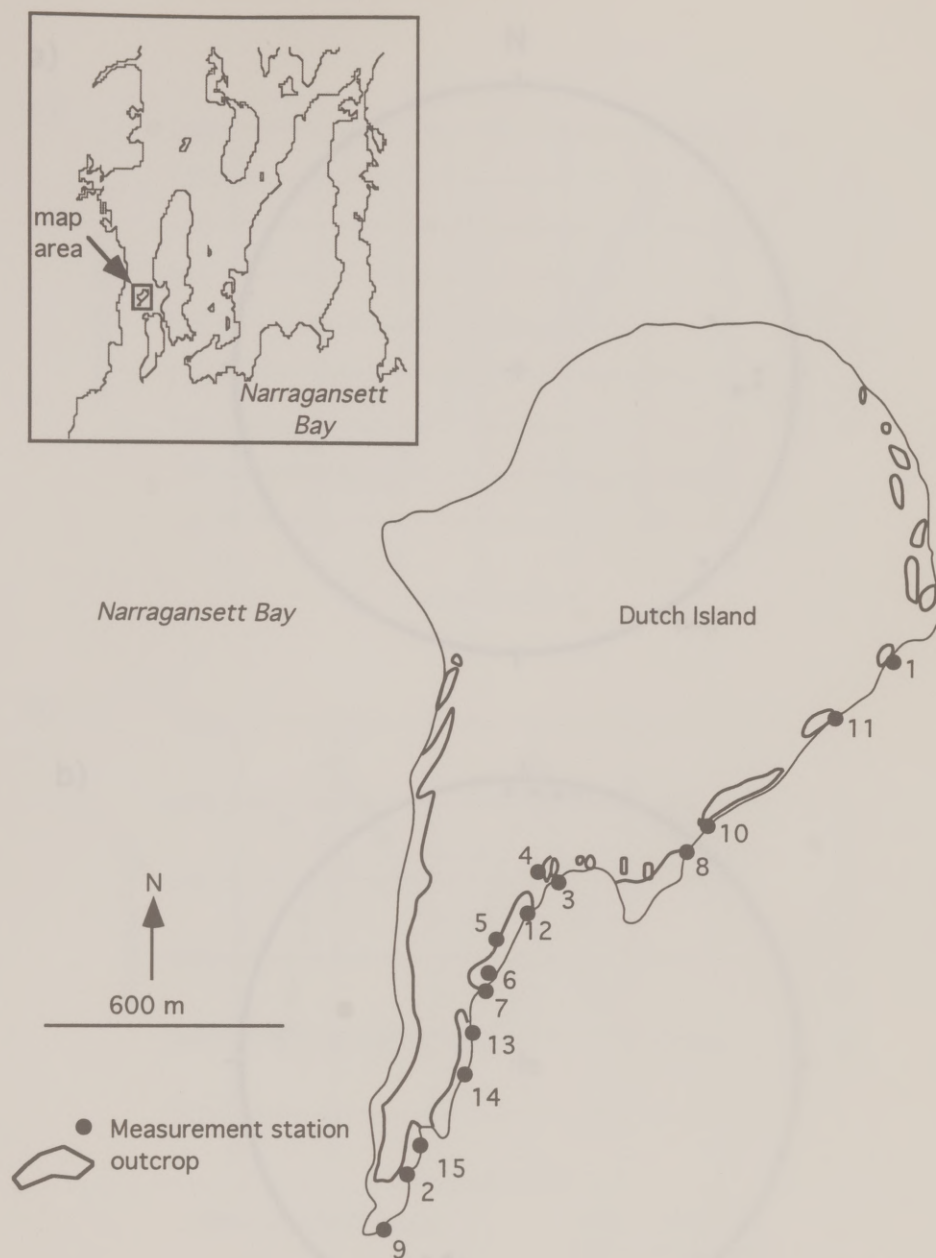 map
area
Narragansett
Bay
Narragansett Bay
Dutch Island
1
11
10
8
4
3
12
5
6
7
13
14
15
2
9
N
600 m
Measurement station
outcrop